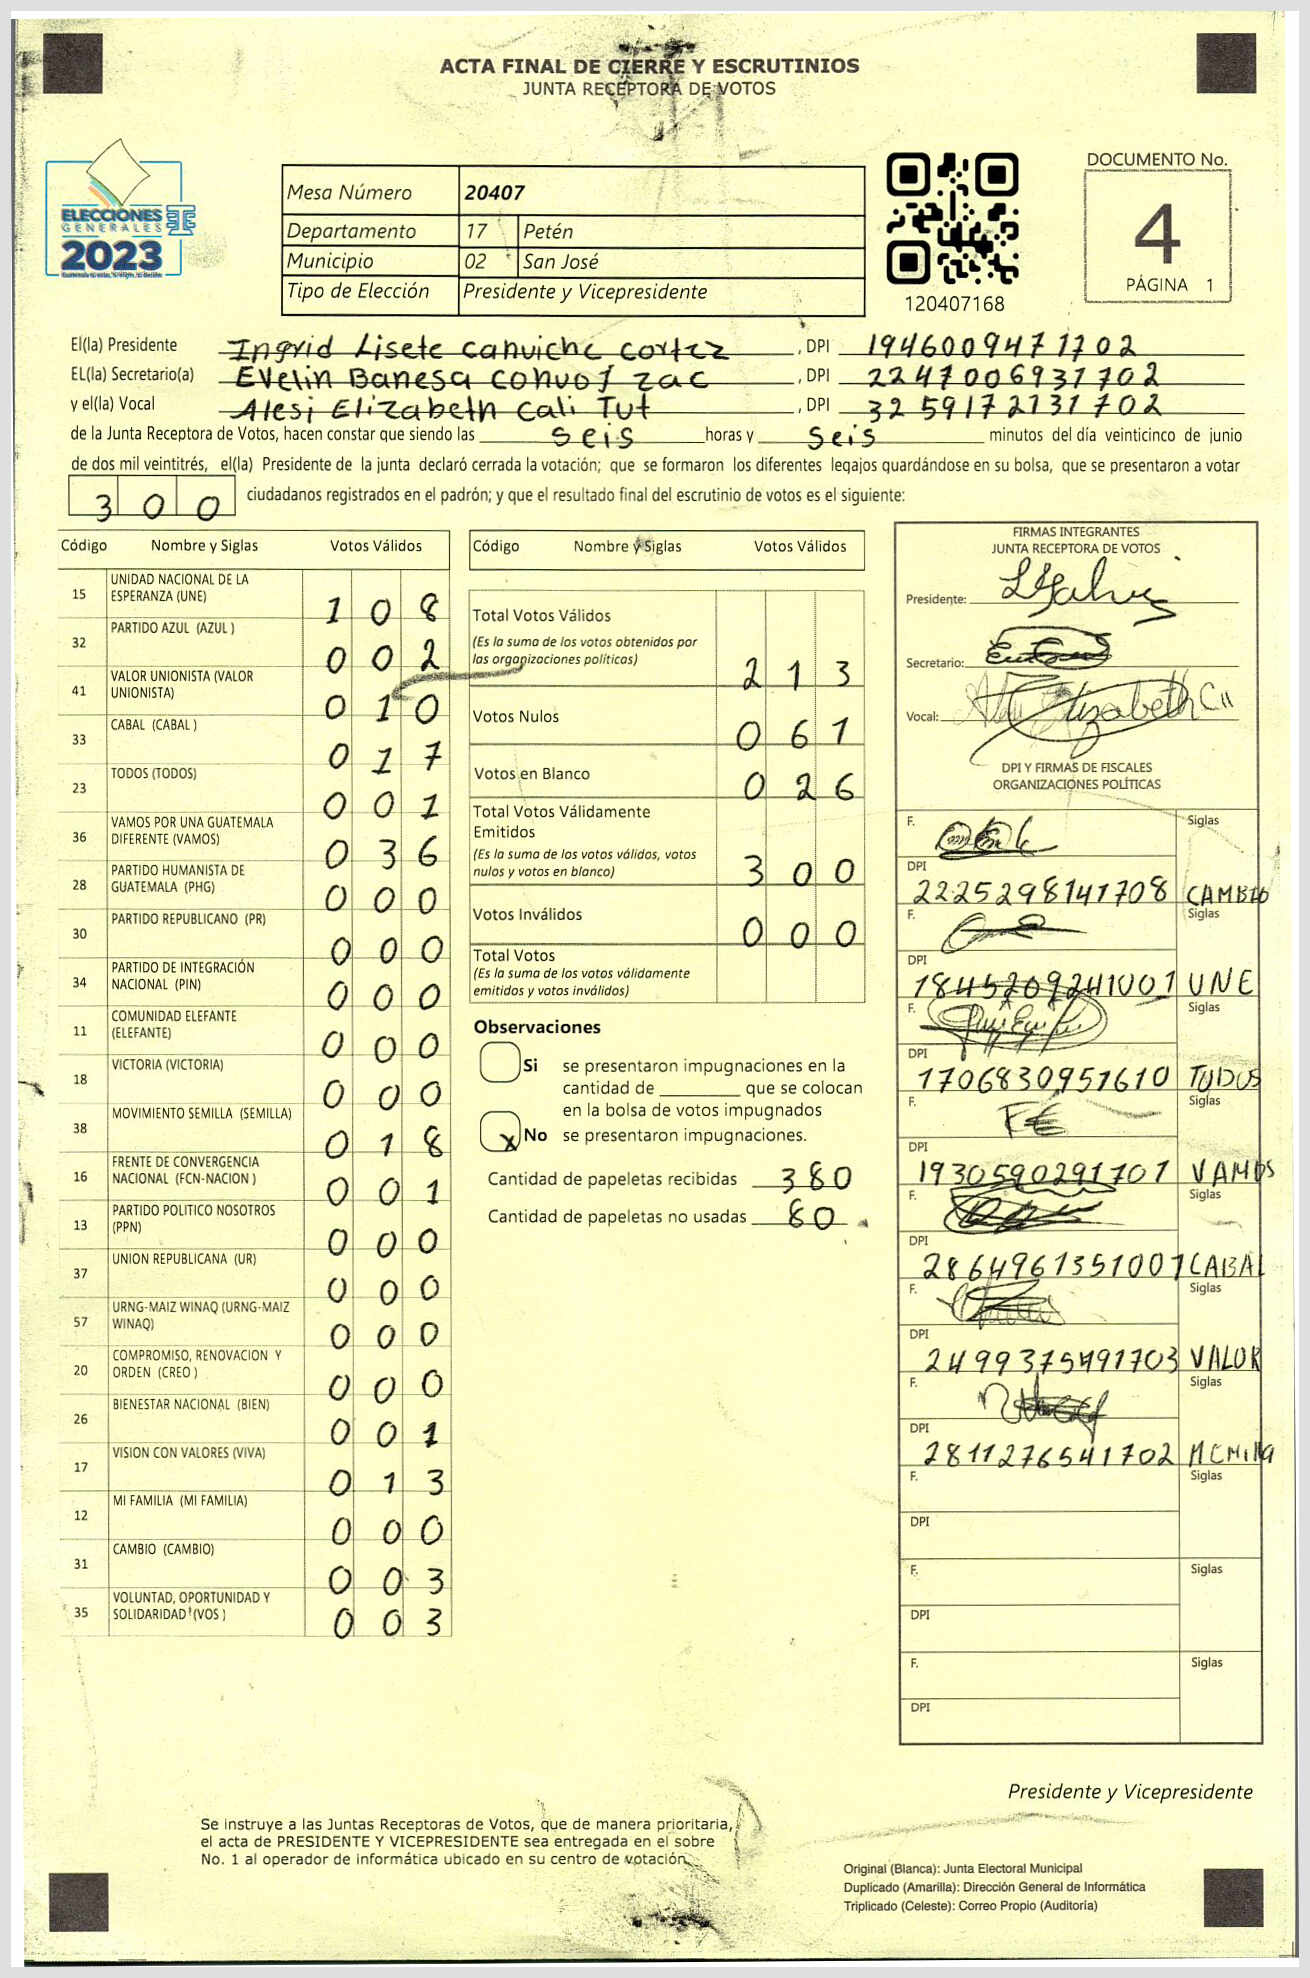 ACTA FINAL DE CIERRE Y ESCRUTINIOS
JUNTA RECEPTORA DE VOTOS
ELECCIONES
GENERALES
2023
Mesa Número 20407
Departamento 17 Petén
Municipio 02 San José
Tipo de Elección Presidente y Vicepresidente
120407168
DOCUMENTO No.
4
PÁGINA 1
El(la) Presidente Ingrid Lisete Canviche Cortez, DPI 1946009471702
EL(la) Secretario(a) Evelin Banesa Convoj zac, DPI 2247006931702
y el(la) Vocal Alesi Elizabeth Cali Tut, DPI 3259172131702
de la Junta Receptora de Votos, hacen constar que siendo las seis horas y seis minutos del día veinticinco de junio
de dos mil veintitrés, el(la) Presidente de la junta declaró cerrada la votación; que se formaron los diferentes legajos guardándose en su bolsa, que se presentaron a votar
300 ciudadanos registrados en el padrón; y que el resultado final del escrutinio de votos es el siguiente:
Código Nombre y Siglas Votos Válidos
15 UNIDAD NACIONAL DE LA
ESPERANZA (UNE) 108
32 PARTIDO AZUL (AZUL ) 002
41 VALOR UNIONISTA (VALOR
UNIONISTA) 010
33 CABAL (CABAL ) 017
23 TODOS (TODOS) 001
36 VAMOS POR UNA GUATEMALA
DIFERENTE (VAMOS) 036
28 PARTIDO HUMANISTA DE
GUATEMALA (PHG) 000
30 PARTIDO REPUBLICANO (PR) 000
34 PARTIDO DE INTEGRACIÓN
NACIONAL (PIN) 000
11 COMUNIDAD ELEFANTE
(ELEFANTE) 000
18 VICTORIA (VICTORIA) 000
38 MOVIMIENTO SEMILLA (SEMILLA) 018
16 FRENTE DE CONVERGENCIA
NACIONAL (FCN-NACION ) 001
13 PARTIDO POLITICO NOSOTROS
(PPN) 000
37 UNION REPUBLICANA (UR) 000
57 URNG-MAIZ WINAQ (URNG-MAIZ
WINAQ) 000
20 COMPROMISO, RENOVACION Y
ORDEN (CREO ) 000
26 BIENESTAR NACIONAL (BIEN) 001
17 VISION CON VALORES (VIVA) 013
12 MI FAMILIA (MI FAMILIA) 000
31 CAMBIO (CAMBIO) 003
35 VOLUNTAD, OPORTUNIDAD Y
SOLIDARIDAD (VOS ) 003
Código Nombre y Siglas Votos Válidos
Total Votos Válidos
(Es la suma de los votos obtenidos por
las organizaciones políticas) 213
Votos Nulos 061
Votos en Blanco 026
Total Votos Válidamente
Emitidos
(Es la suma de los votos válidos, votos
nulos y votos en blanco) 300
Votos Inválidos 000
Total Votos
(Es la suma de los votos válidamente
emitidos y votos inválidos)
Observaciones
Si se presentaron impugnaciones en la
cantidad de ________ que se colocan
en la bolsa de votos impugnados
x No se presentaron impugnaciones.
Cantidad de papeletas recibidas 380
Cantidad de papeletas no usadas 80
FIRMAS INTEGRANTES
JUNTA RECEPTORA DE VOTOS
Presidente:
Secretario:
Vocal:
DPI Y FIRMAS DE FISCALES
ORGANIZACIONES POLÍTICAS
F. Siglas
DPI 2225298141708 CAMBIO
F. Siglas
DPI 1845209241001 UNE
F. Siglas
DPI 1706830951610 TODOS
F. Siglas
DPI 1930590291701 VAMOS
F. Siglas
DPI 2864961351001 CABAL
F. Siglas
DPI 2499375491703 VALOR
F. Siglas
DPI 2811276541702
F. Siglas
DPI
F. Siglas
DPI
F. Siglas
DPI
Presidente y Vicepresidente
Se instruye a las Juntas Receptoras de Votos, que de manera prioritaria,
el acta de PRESIDENTE Y VICEPRESIDENTE sea entregada en el sobre
No. 1 al operador de informática ubicado en su centro de votación.
Original (Blanca): Junta Electoral Municipal
Duplicado (Amarilla): Dirección General de Informática
Triplicado (Celeste): Correo Propio (Auditoría)